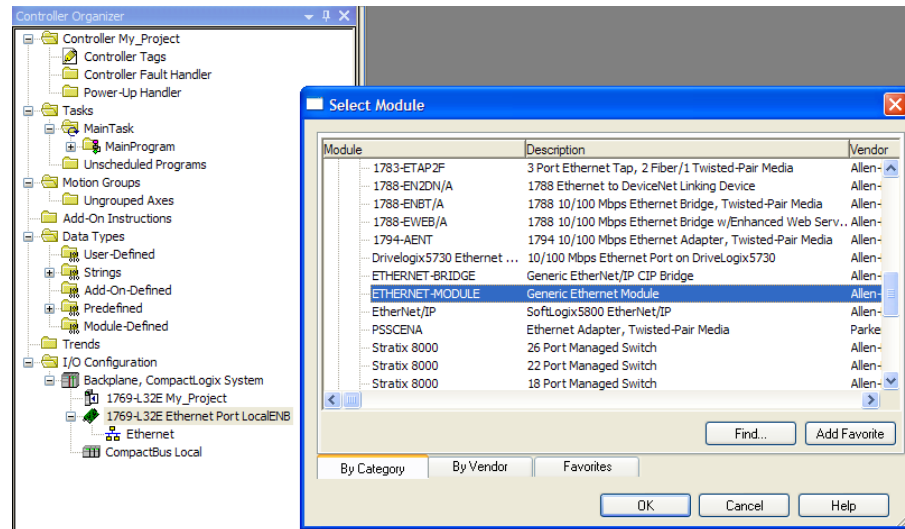 Controller Organizer
Controller My_Project
Controller Tags
Controller Fault Handler
Power-Up Handler
Tasks
MainTask
MainProgram
Unscheduled Programs
Motion Groups
Ungrouped Axes
Add-On Instructions
Data Types
User-Defined
Strings
Add-On-Defined
Predefined
Module-Defined
Trends
I/O Configuration
Backplane, CompactLogix System
1769-L32E My_Project
1769-L32E Ethernet Port LocalENB
Ethernet
CompactBus Local
Select Module
Module Description Vendor
1783-ETAP2F 3 Port Ethernet Tap, 2 Fiber/1 Twisted-Pair Media Allen-
1788-EN2DN/A 1788 Ethernet to DeviceNet Linking Device Allen-
1788-ENBT/A 1788 10/100 Mbps Ethernet Bridge, Twisted-Pair Media Allen-
1788-EWEB/A 1788 10/100 Mbps Ethernet Bridge w/Enhanced Web Serv... Allen-
1794-AENT 1794 10/100 Mbps Ethernet Adapter, Twisted-Pair Media Allen-
Drivelogix5730 Ethernet ... 10/100 Mbps Ethernet Port on DriveLogix5730 Allen-
ETHERNET-BRIDGE Generic EtherNet/IP CIP Bridge Allen-
ETHERNET-MODULE Generic Ethernet Module Allen-
EtherNet/IP SoftLogix5800 EtherNet/IP Allen-
PSSCENA Ethernet Adapter, Twisted-Pair Media Parke
Stratix 8000 26 Port Managed Switch Allen-
Stratix 8000 22 Port Managed Switch Allen-
Stratix 8000 18 Port Managed Switch Allen-
Find... Add Favorite
By Category By Vendor Favorites
OK Cancel Help